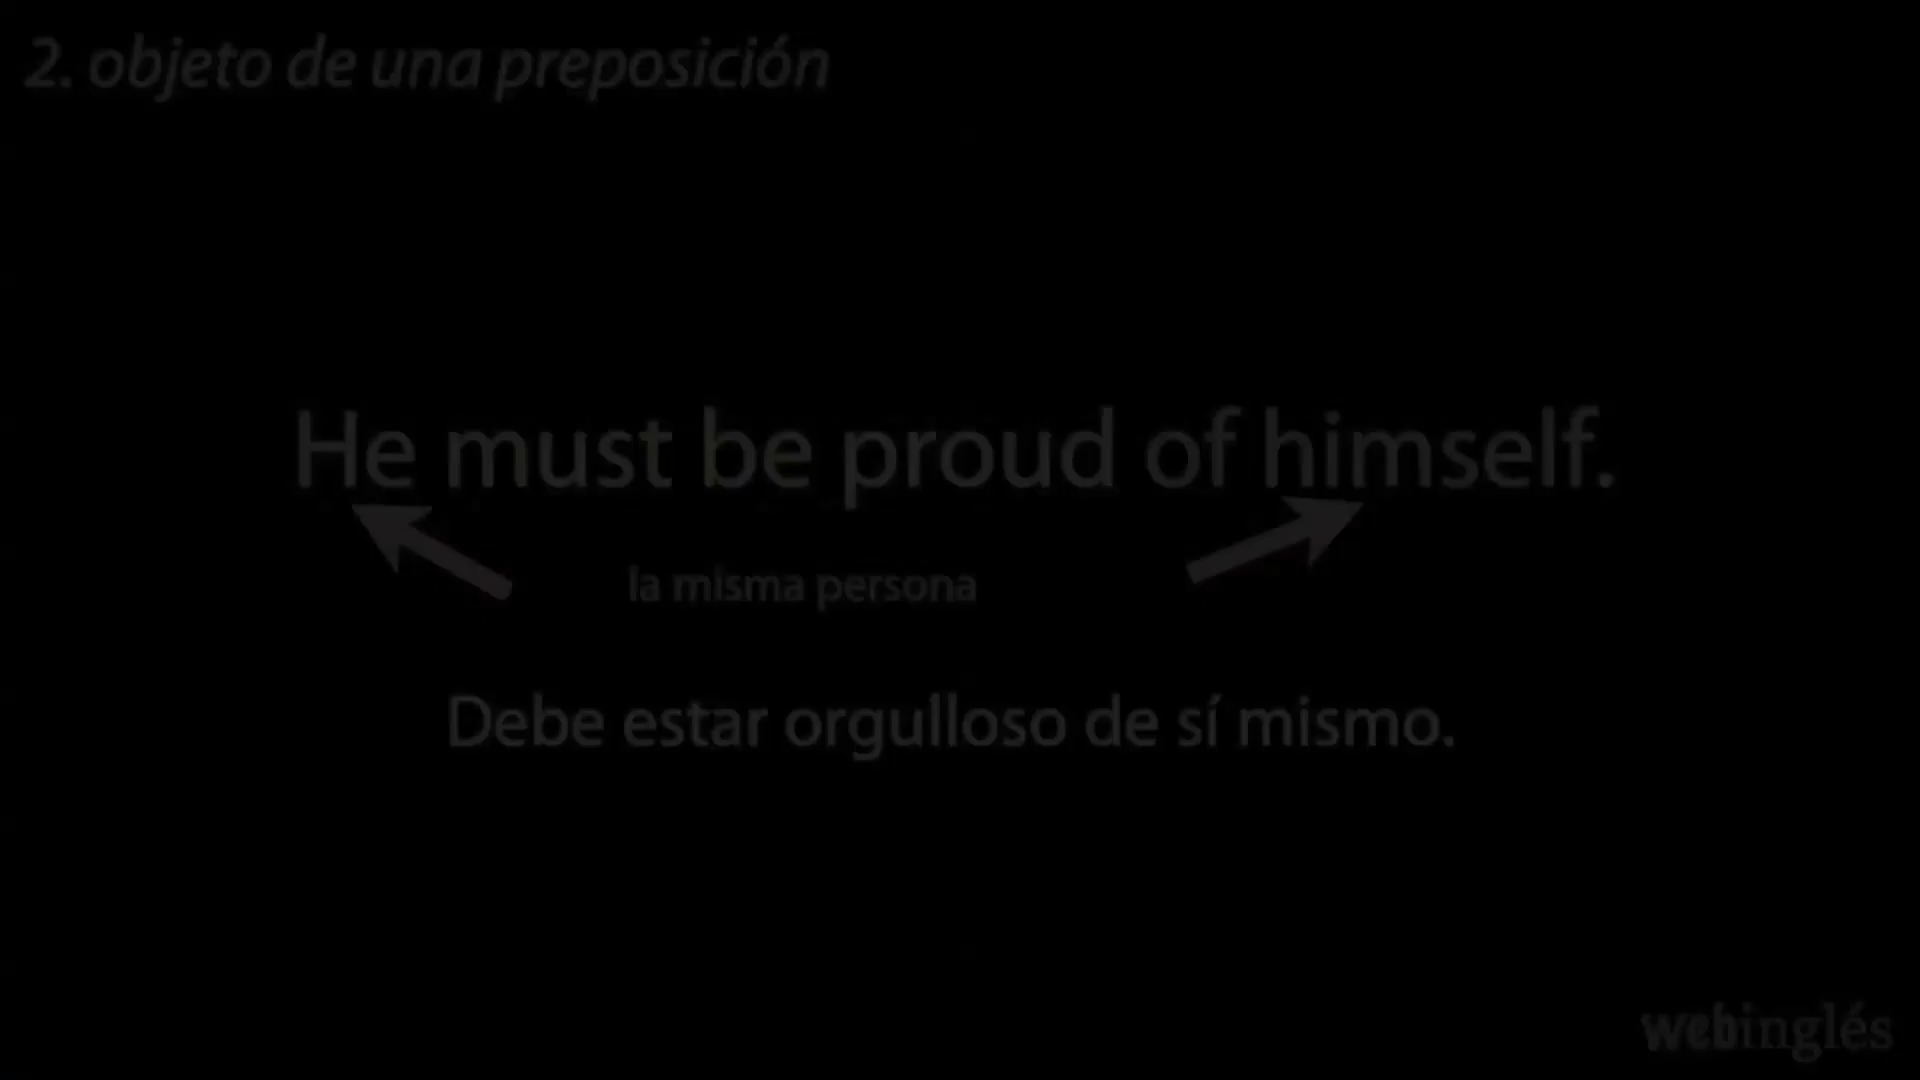 2. objeto de una preposición
He must be proud of himself.
la misma persona
Debe estar orgulloso de sí mismo.
webinglés